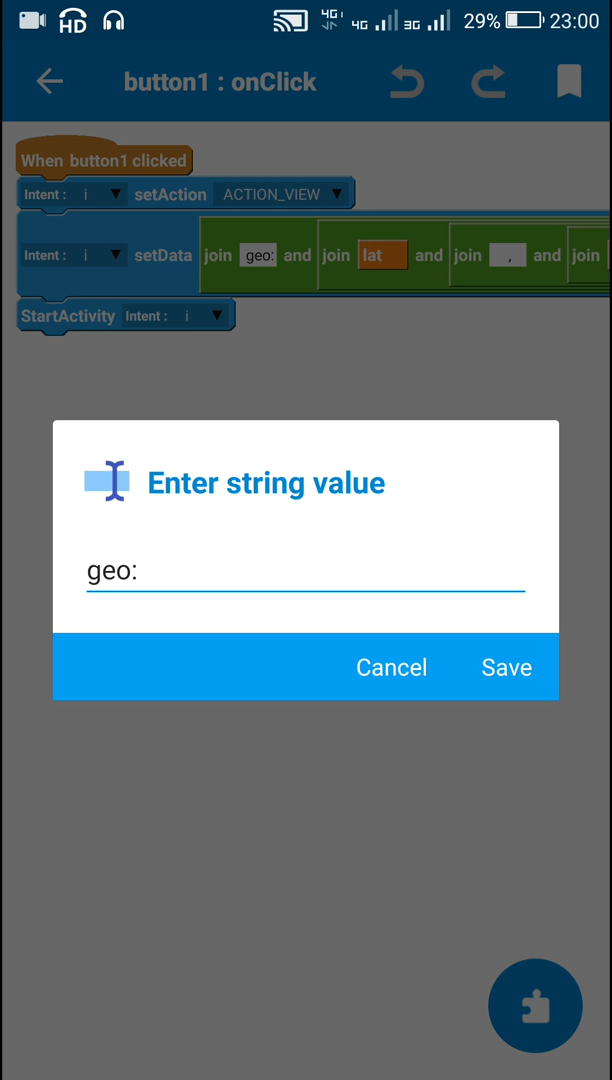 HD 4G 4G 3G 29% 23:00
button1 : onClick
When button1 clicked
Intent : i setAction ACTION_VIEW
Intent : i setData join geo: and join lat and join , and join
StartActivity Intent : i
Enter string value
geo:
Cancel Save